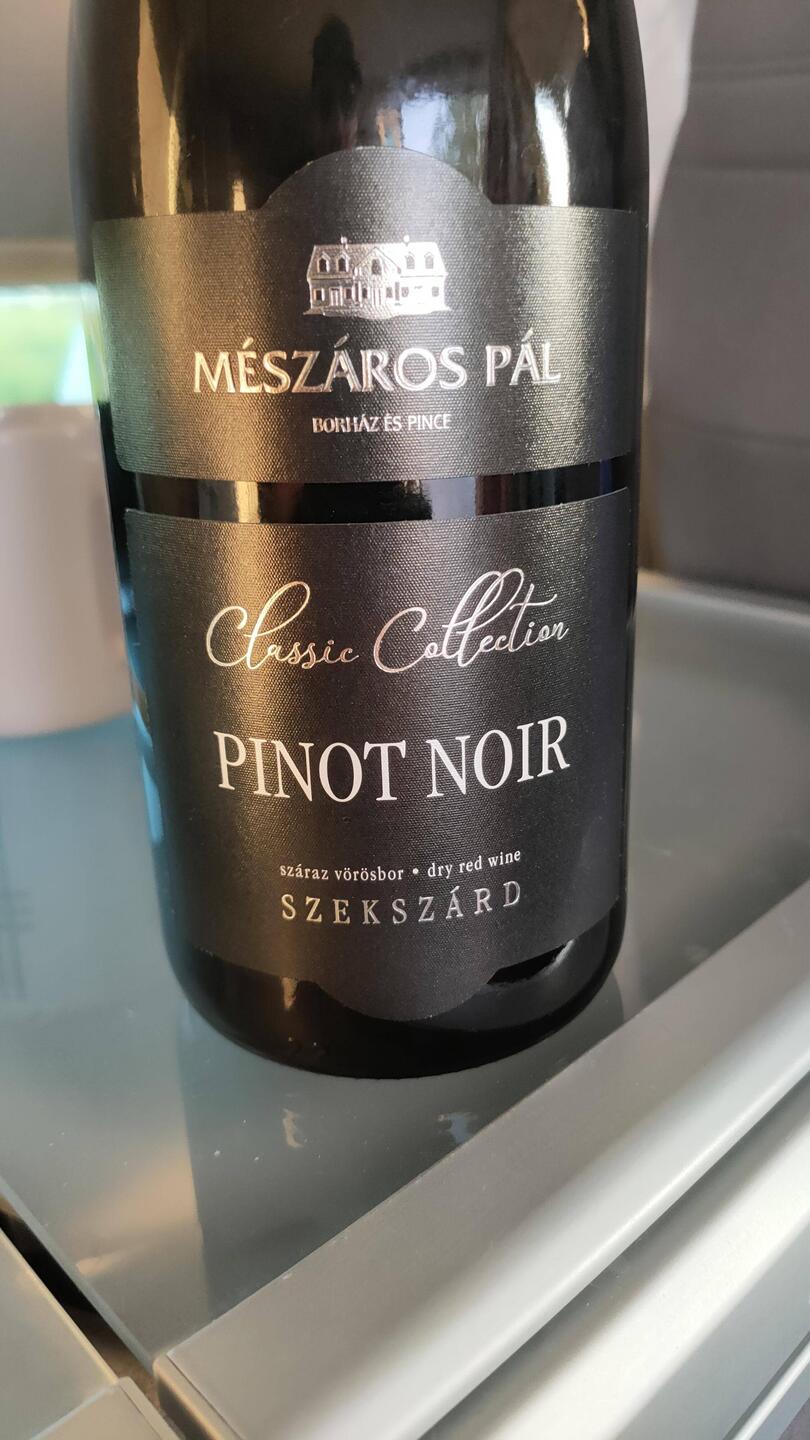 MÉSZÁROS PÁL
BORHÁZ ÉS PINCE
Classic Collection
PINOT NOIR
száraz vörösbor • dry red wine
SZEKSZÁRD